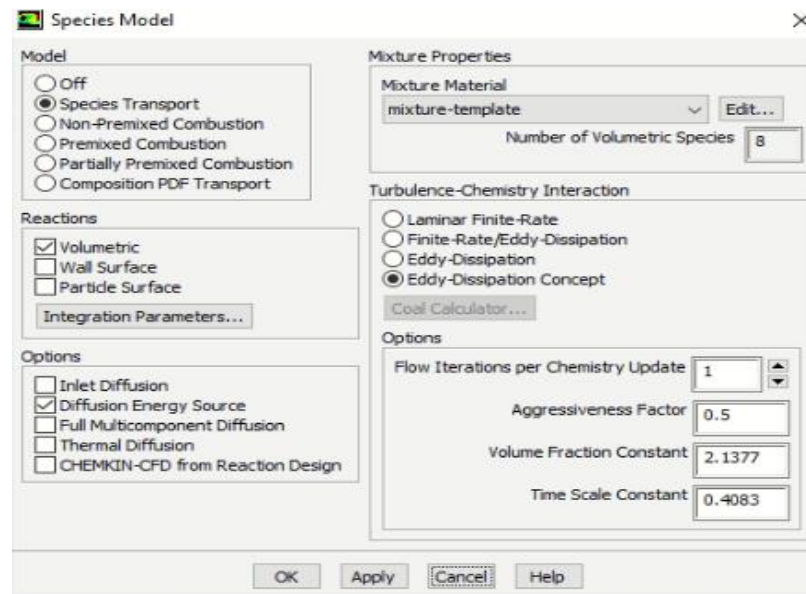 Species Model
Model
Off
Species Transport
Non-Premixed Combustion
Premixed Combustion
Partially Premixed Combustion
Composition PDF Transport
Reactions
Volumetric
Wall Surface
Particle Surface
Integration Parameters...
Options
Inlet Diffusion
Diffusion Energy Source
Full Multicomponent Diffusion
Thermal Diffusion
CHEMKIN-CFD from Reaction Design
Mixture Properties
Mixture Material
mixture-template Edit...
Number of Volumetric Species 8
Turbulence-Chemistry Interaction
Laminar Finite-Rate
Finite-Rate/Eddy-Dissipation
Eddy-Dissipation
Eddy-Dissipation Concept
Coal Calculator...
Options
Flow Iterations per Chemistry Update 1
Aggressiveness Factor 0.5
Volume Fraction Constant 2.1377
Time Scale Constant 0.4083
OK Apply Cancel Help